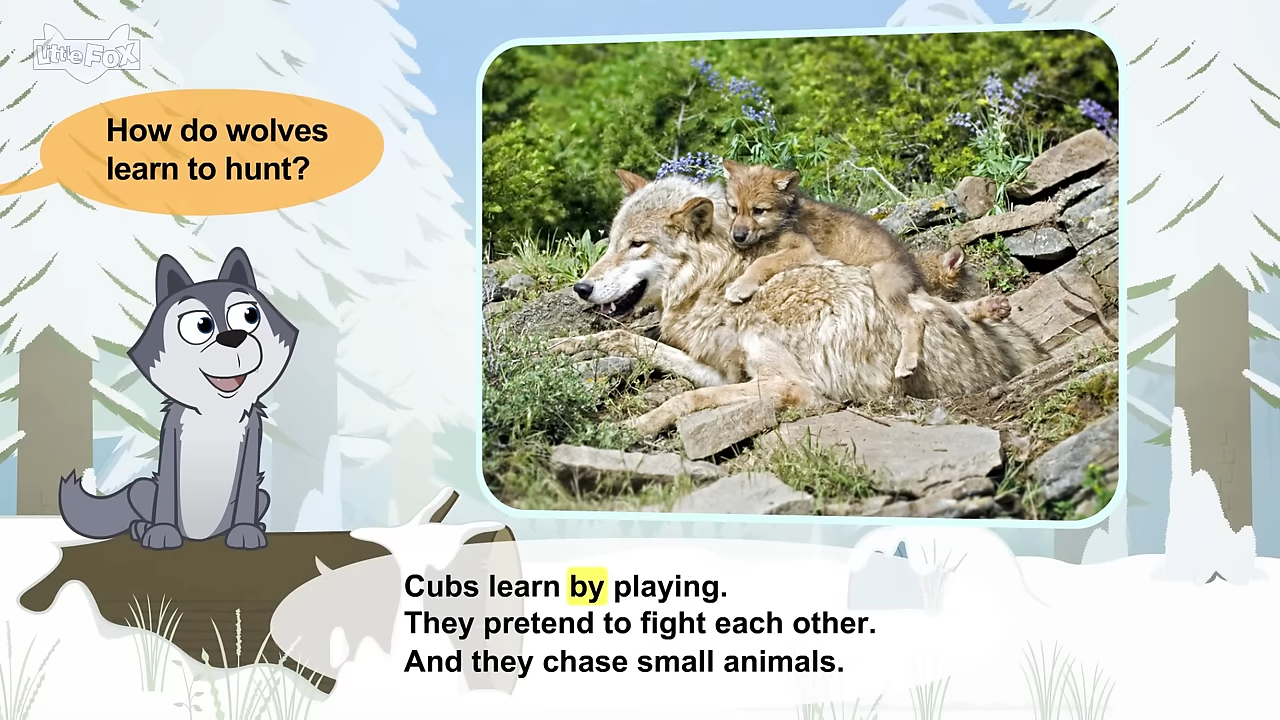 Little Fox
How do wolves
learn to hunt?
Cubs learn by playing.
They pretend to fight each other.
And they chase small animals.